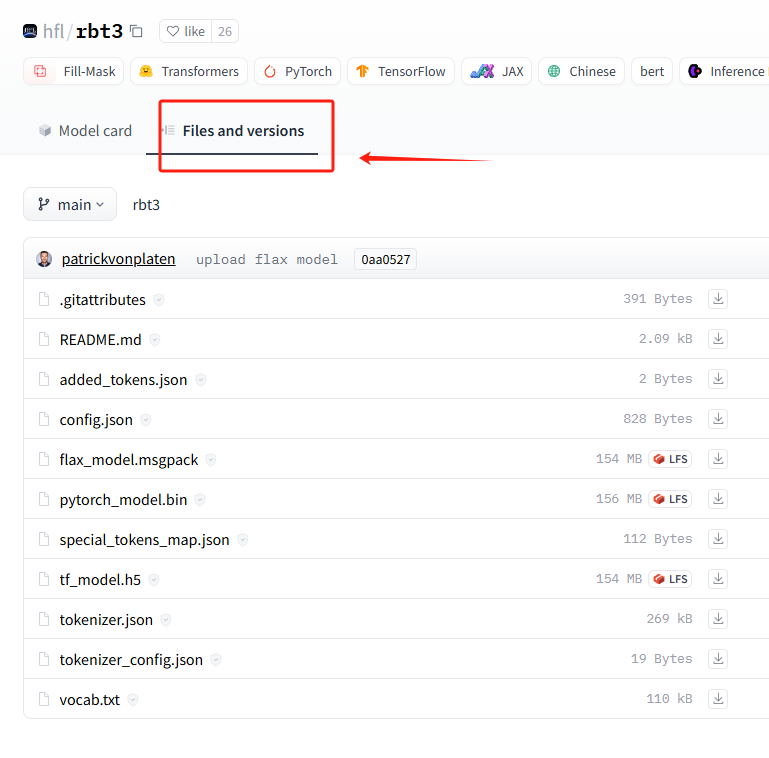 hfl/rbt3 like 26
Fill-Mask Transformers PyTorch TensorFlow JAX Chinese bert Inference
Model card Files and versions
main rbt3
patrickvonplaten upload flax model 0aa0527
.gitattributes 391 Bytes
README.md 2.09 kB
added_tokens.json 2 Bytes
config.json 828 Bytes
flax_model.msgpack 154 MB LFS
pytorch_model.bin 156 MB LFS
special_tokens_map.json 112 Bytes
tf_model.h5 154 MB LFS
tokenizer.json 269 kB
tokenizer_config.json 19 Bytes
vocab.txt 110 kB